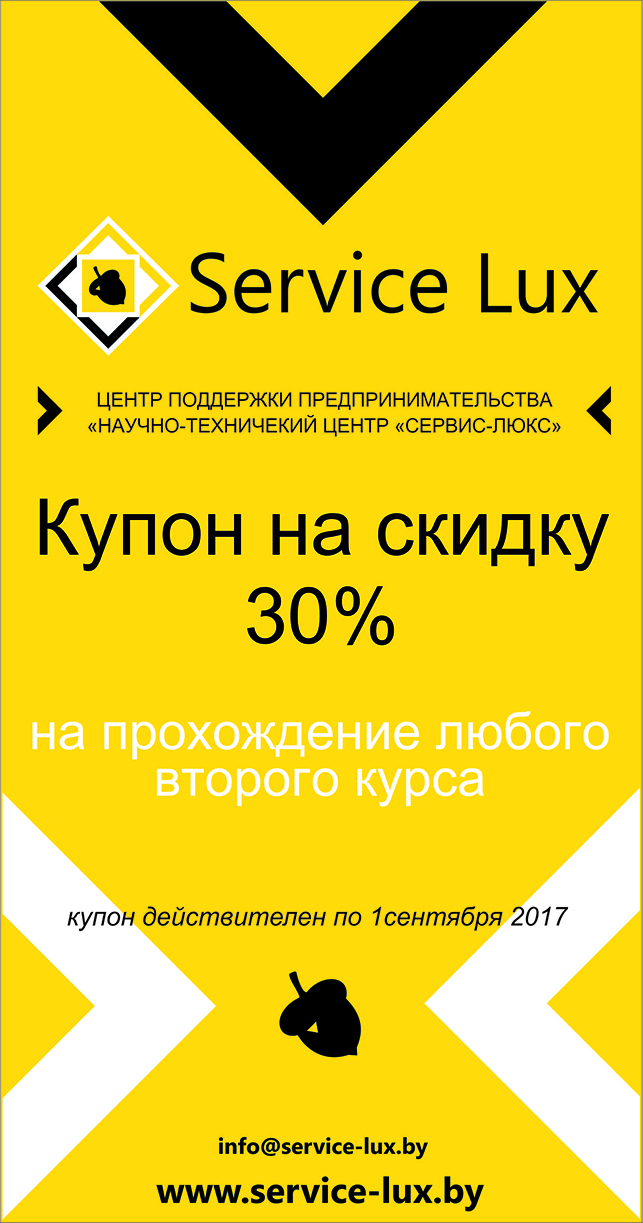 Service Lux
ЦЕНТР ПОДДЕРЖКИ ПРЕДПРИНИМАТЕЛЬСТВА
«НАУЧНО-ТЕХНИЧЕКИЙ ЦЕНТР «СЕРВИС-ЛЮКС»
Купон на скидку
30%
на прохождение любого
второго курса
купон действителен по 1сентября 2017
info@service-lux.by
www.service-lux.by